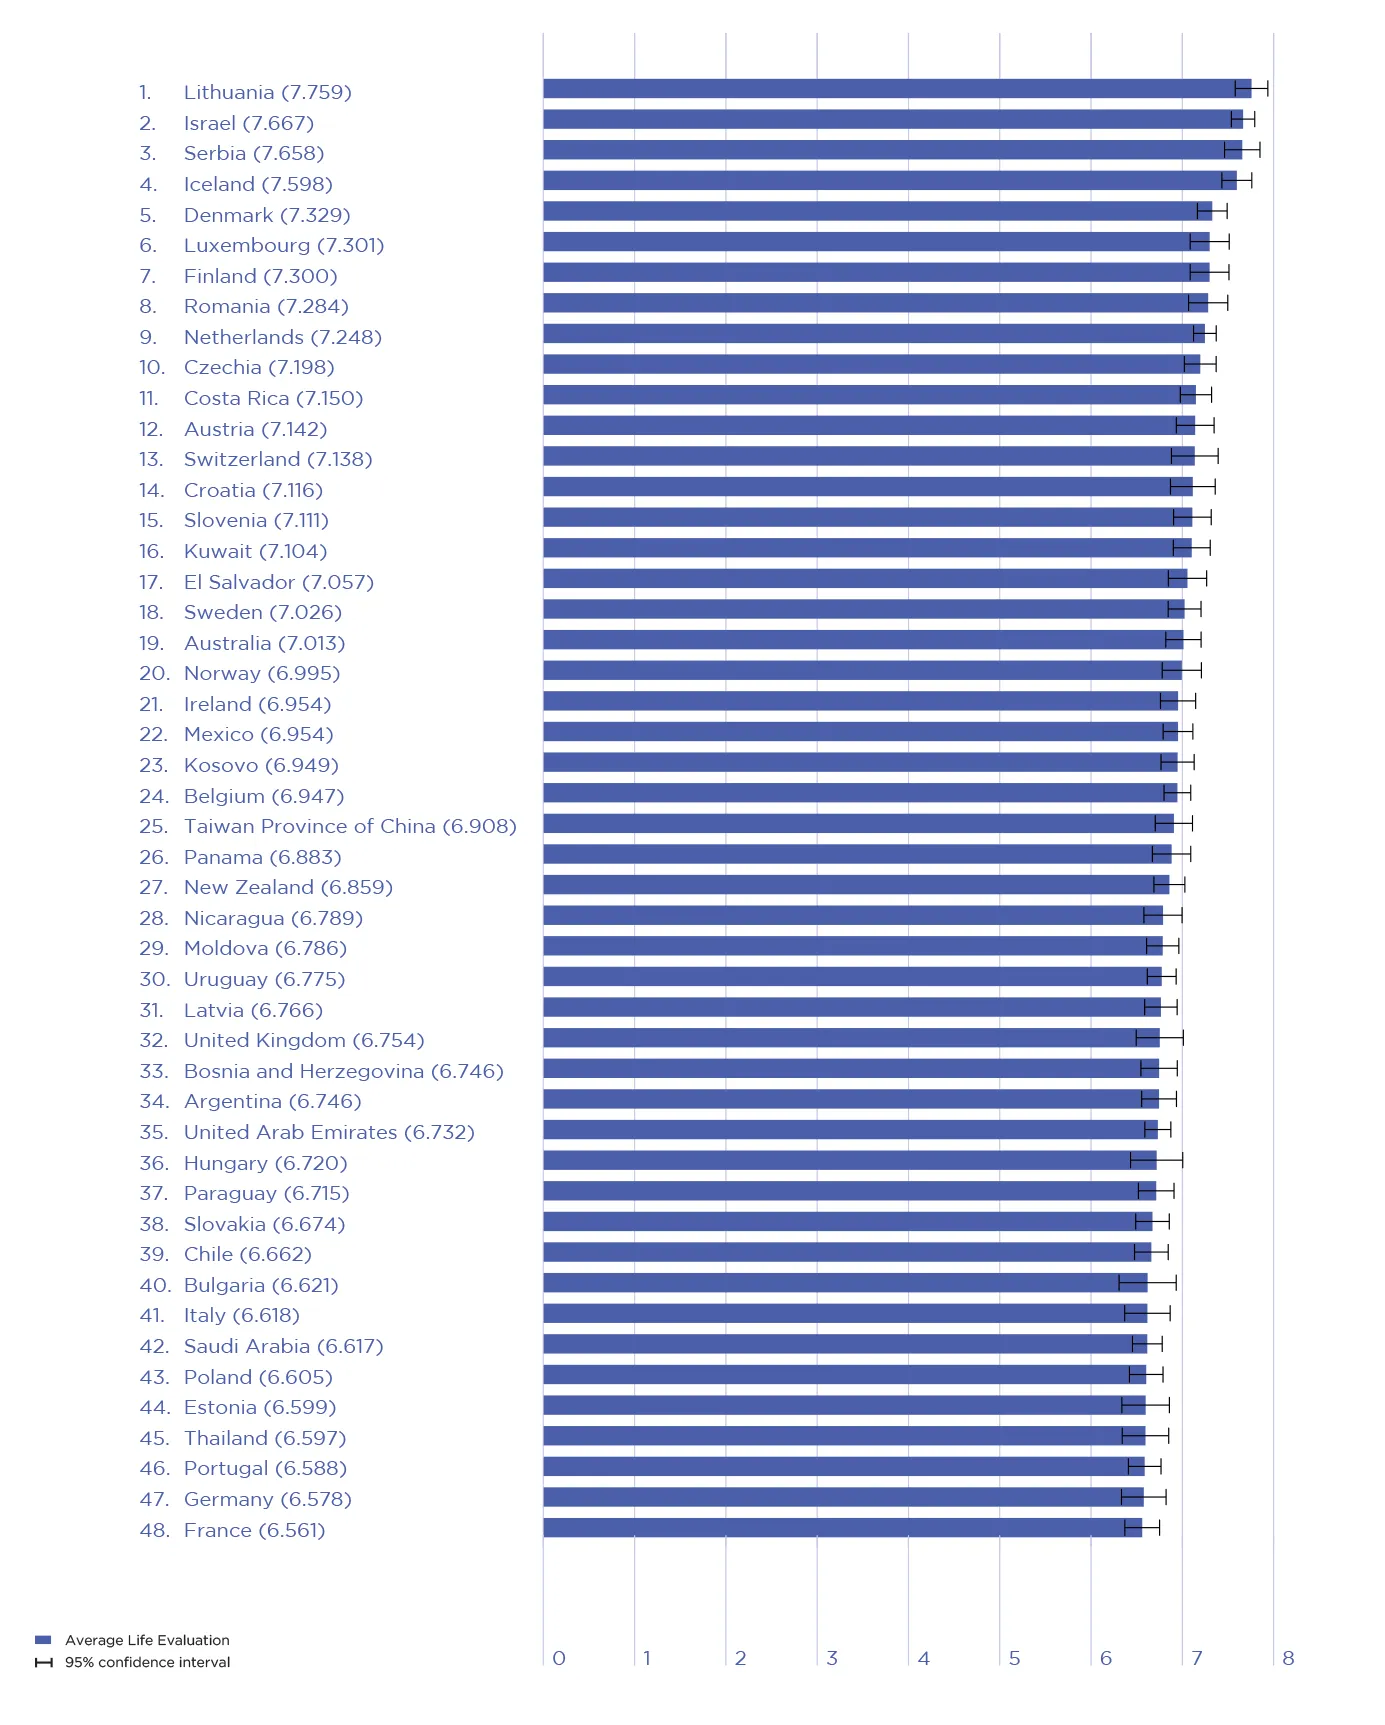 1. Lithuania (7.759)
2. Israel (7.667)
3. Serbia (7.658)
4. Iceland (7.598)
5. Denmark (7.329)
6. Luxembourg (7.301)
7. Finland (7.300)
8. Romania (7.284)
9. Netherlands (7.248)
10. Czechia (7.198)
11. Costa Rica (7.150)
12. Austria (7.142)
13. Switzerland (7.138)
14. Croatia (7.116)
15. Slovenia (7.111)
16. Kuwait (7.104)
17. El Salvador (7.057)
18. Sweden (7.026)
19. Australia (7.013)
20. Norway (6.995)
21. Ireland (6.954)
22. Mexico (6.954)
23. Kosovo (6.949)
24. Belgium (6.947)
25. Taiwan Province of China (6.908)
26. Panama (6.883)
27. New Zealand (6.859)
28. Nicaragua (6.789)
29. Moldova (6.786)
30. Uruguay (6.775)
31. Latvia (6.766)
32. United Kingdom (6.754)
33. Bosnia and Herzegovina (6.746)
34. Argentina (6.746)
35. United Arab Emirates (6.732)
36. Hungary (6.720)
37. Paraguay (6.715)
38. Slovakia (6.674)
39. Chile (6.662)
40. Bulgaria (6.621)
41. Italy (6.618)
42. Saudi Arabia (6.617)
43. Poland (6.605)
44. Estonia (6.599)
45. Thailand (6.597)
46. Portugal (6.588)
47. Germany (6.578)
48. France (6.561)
Average Life Evaluation
95% confidence interval
0 1 2 3 4 5 6 7 8